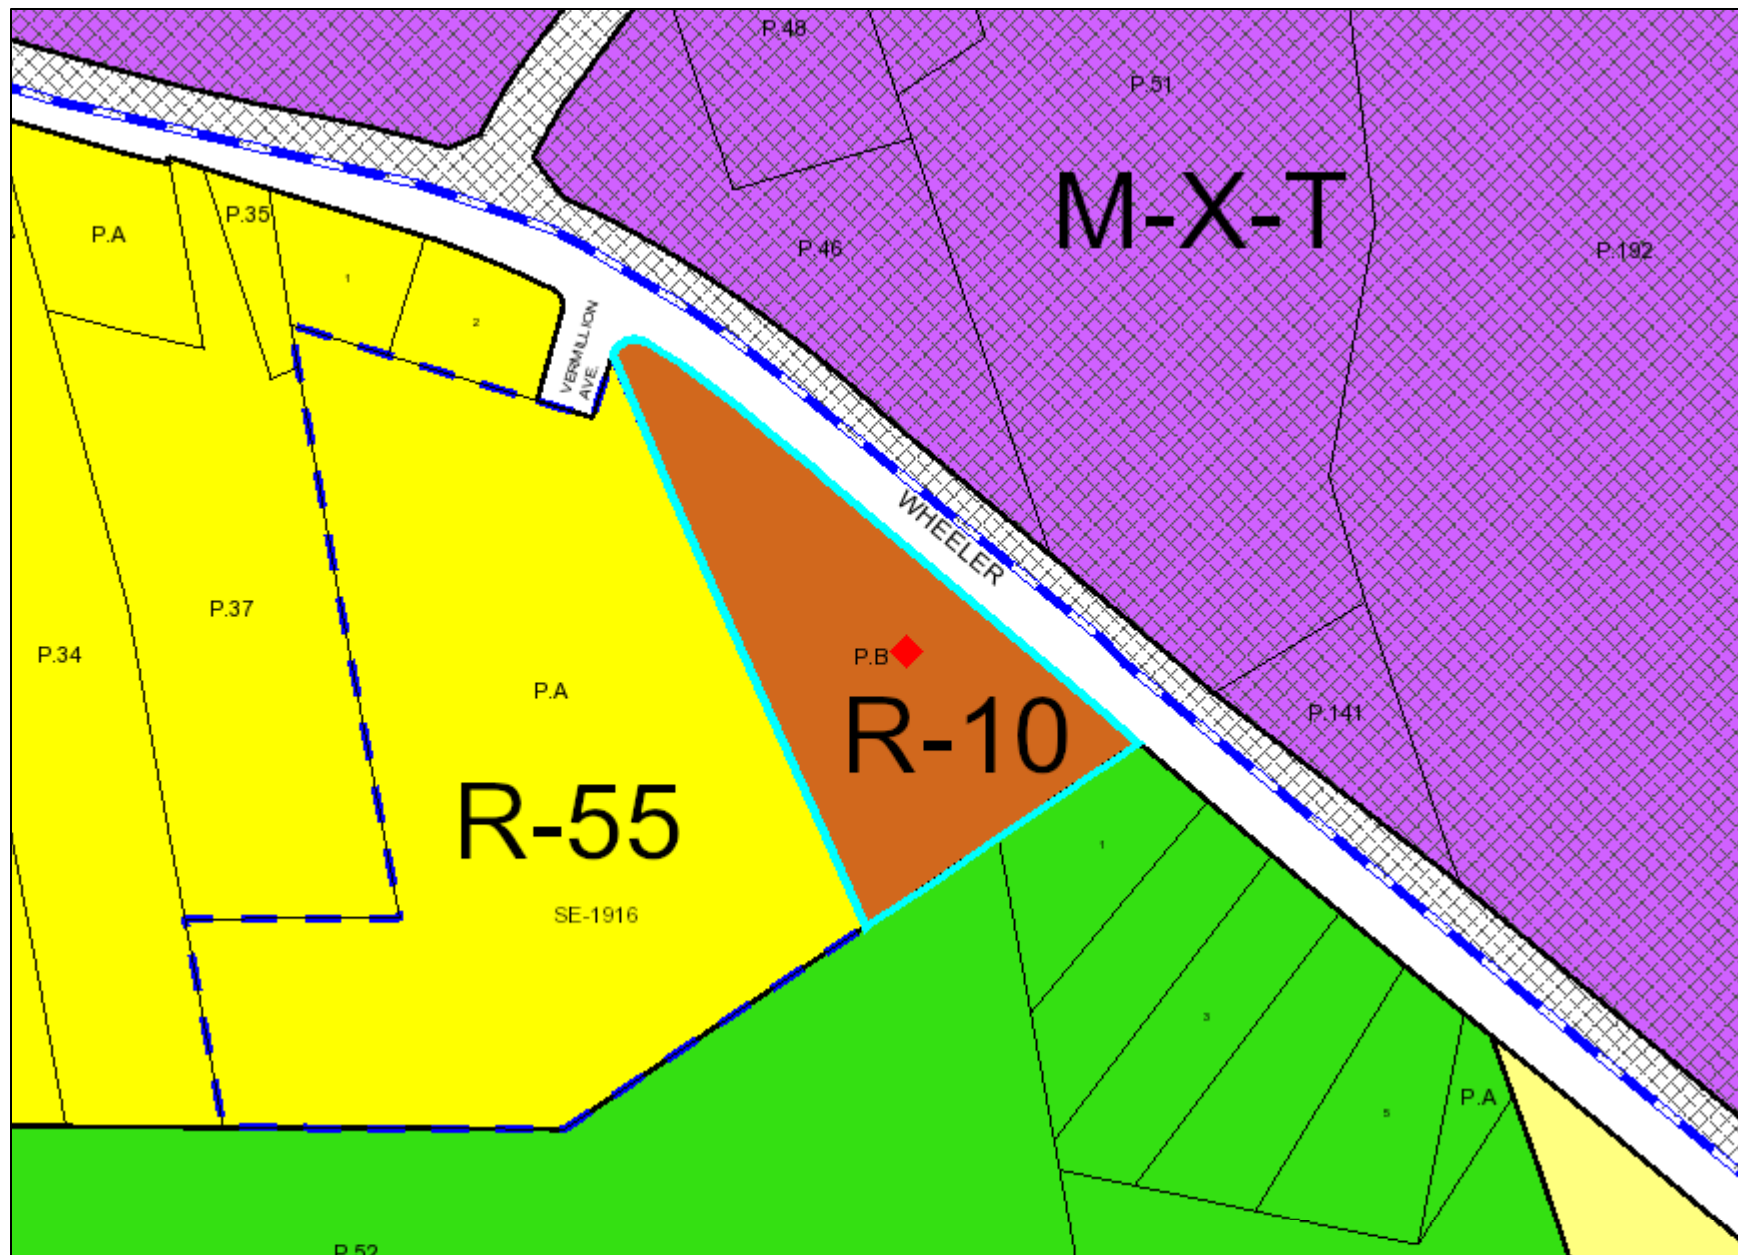 P.48
P.51
M-X-T
P.35
P.A
P.46
P.192
1
2
VERMILLION
AVE.
WHEELER
P.37
P.34
P.B
P.A
R-10
P.141
R-55
1
SE-1916
3
P.A
5
P.52